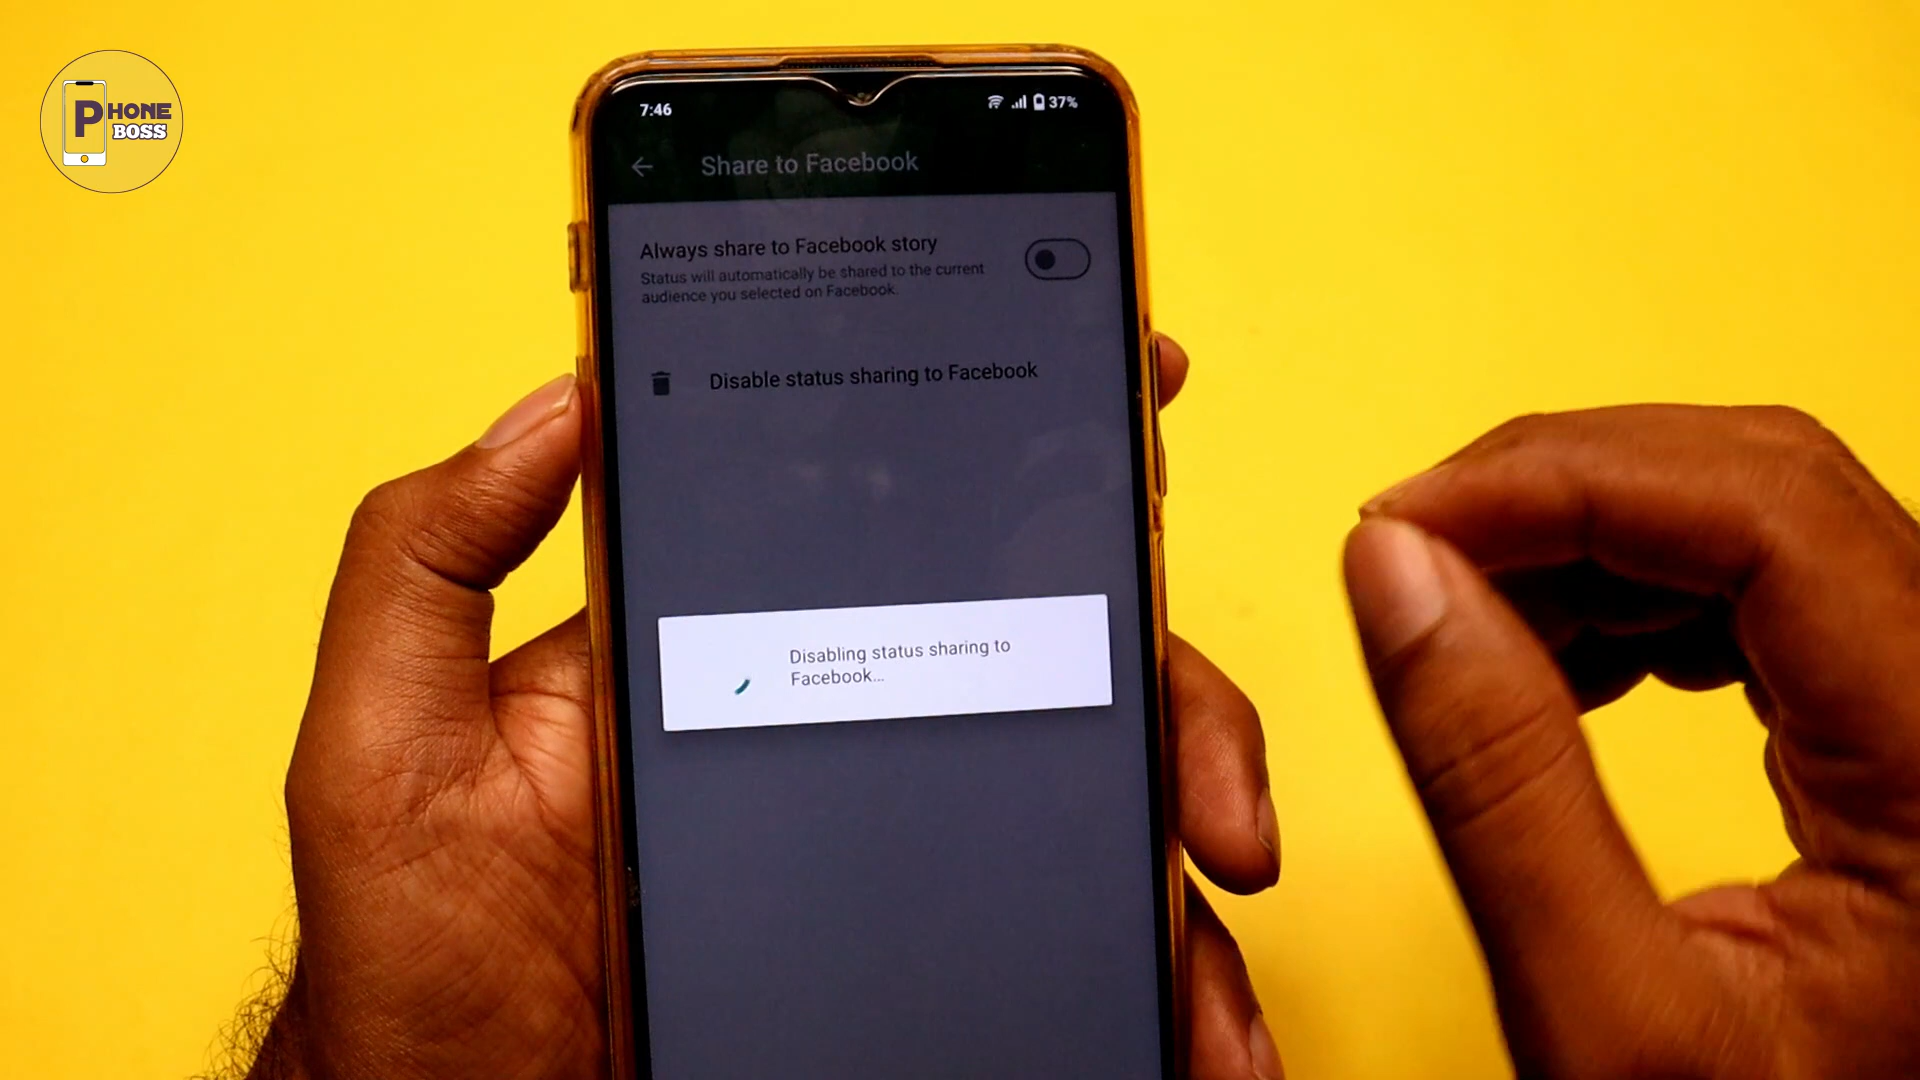 PHONE
BOSS
7:46
37%
Share to Facebook
Always share to Facebook story
Status will automatically be shared to the current
audience you selected on Facebook.
Disable status sharing to Facebook
Disabling status sharing to
Facebook...